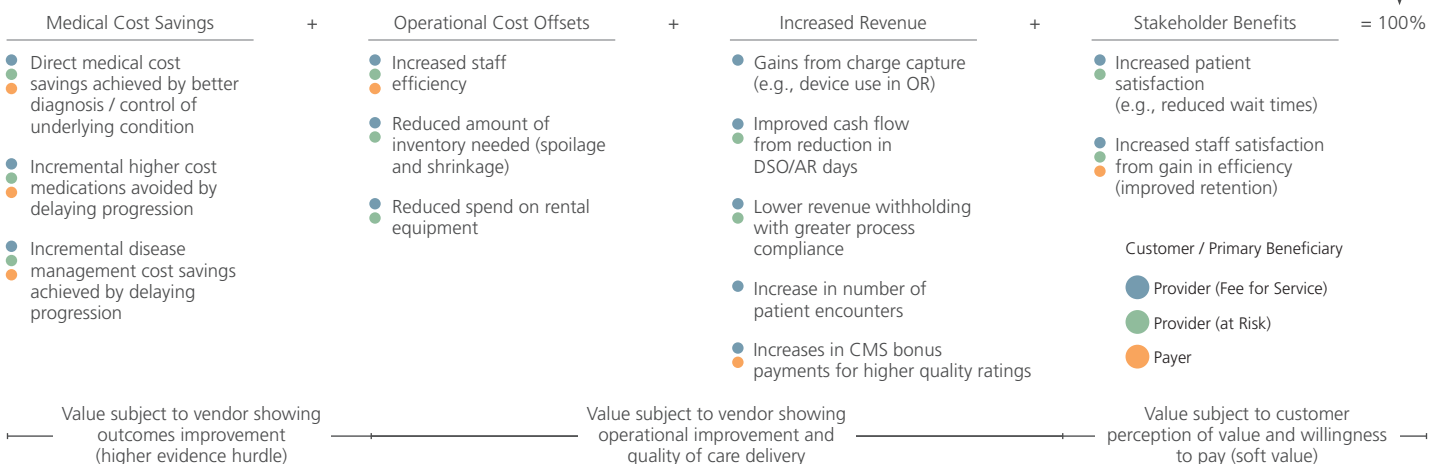 Medical Cost Savings + Operational Cost Offsets + Increased Revenue + Stakeholder Benefits = 100%
Direct medical cost
savings achieved by better
diagnosis / control of
underlying condition
Incremental higher cost
medications avoided by
delaying progression
Incremental disease
management cost savings
achieved by delaying
progression
Increased staff
efficiency
Reduced amount of
inventory needed (spoilage
and shrinkage)
Reduced spend on rental
equipment
Gains from charge capture
(e.g., device use in OR)
Improved cash flow
from reduction in
DSO/AR days
Lower revenue withholding
with greater process
compliance
Increase in number of
patient encounters
Increases in CMS bonus
payments for higher quality ratings
Increased patient
satisfaction
(e.g., reduced wait times)
Increased staff satisfaction
from gain in efficiency
(improved retention)
Customer / Primary Beneficiary
Provider (Fee for Service)
Provider (at Risk)
Payer
Value subject to vendor showing
outcomes improvement
(higher evidence hurdle)
Value subject to vendor showing
operational improvement and
quality of care delivery
Value subject to customer
perception of value and willingness
to pay (soft value)